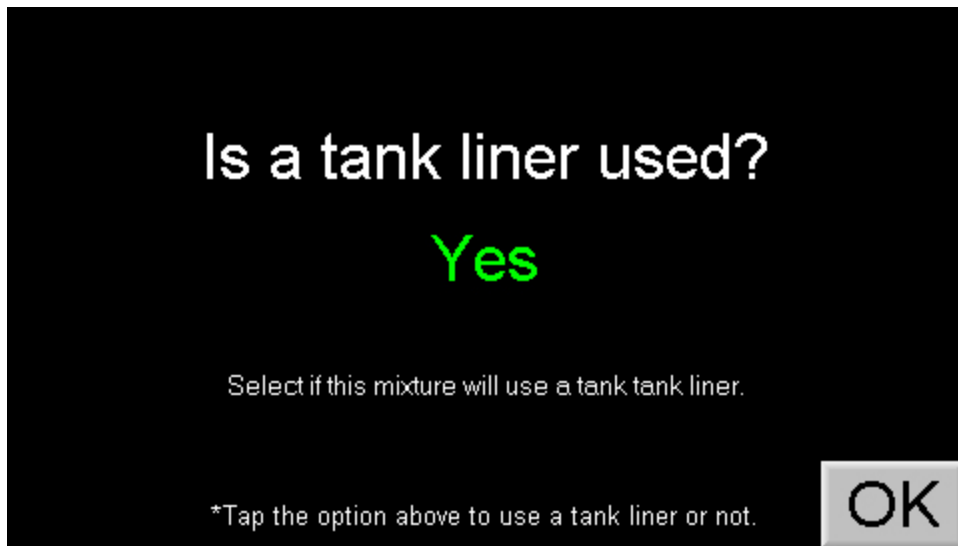 Is a tank liner used?
Yes
Select if this mixture will use a tank tank liner.
*Tap the option above to use a tank liner or not.
OK